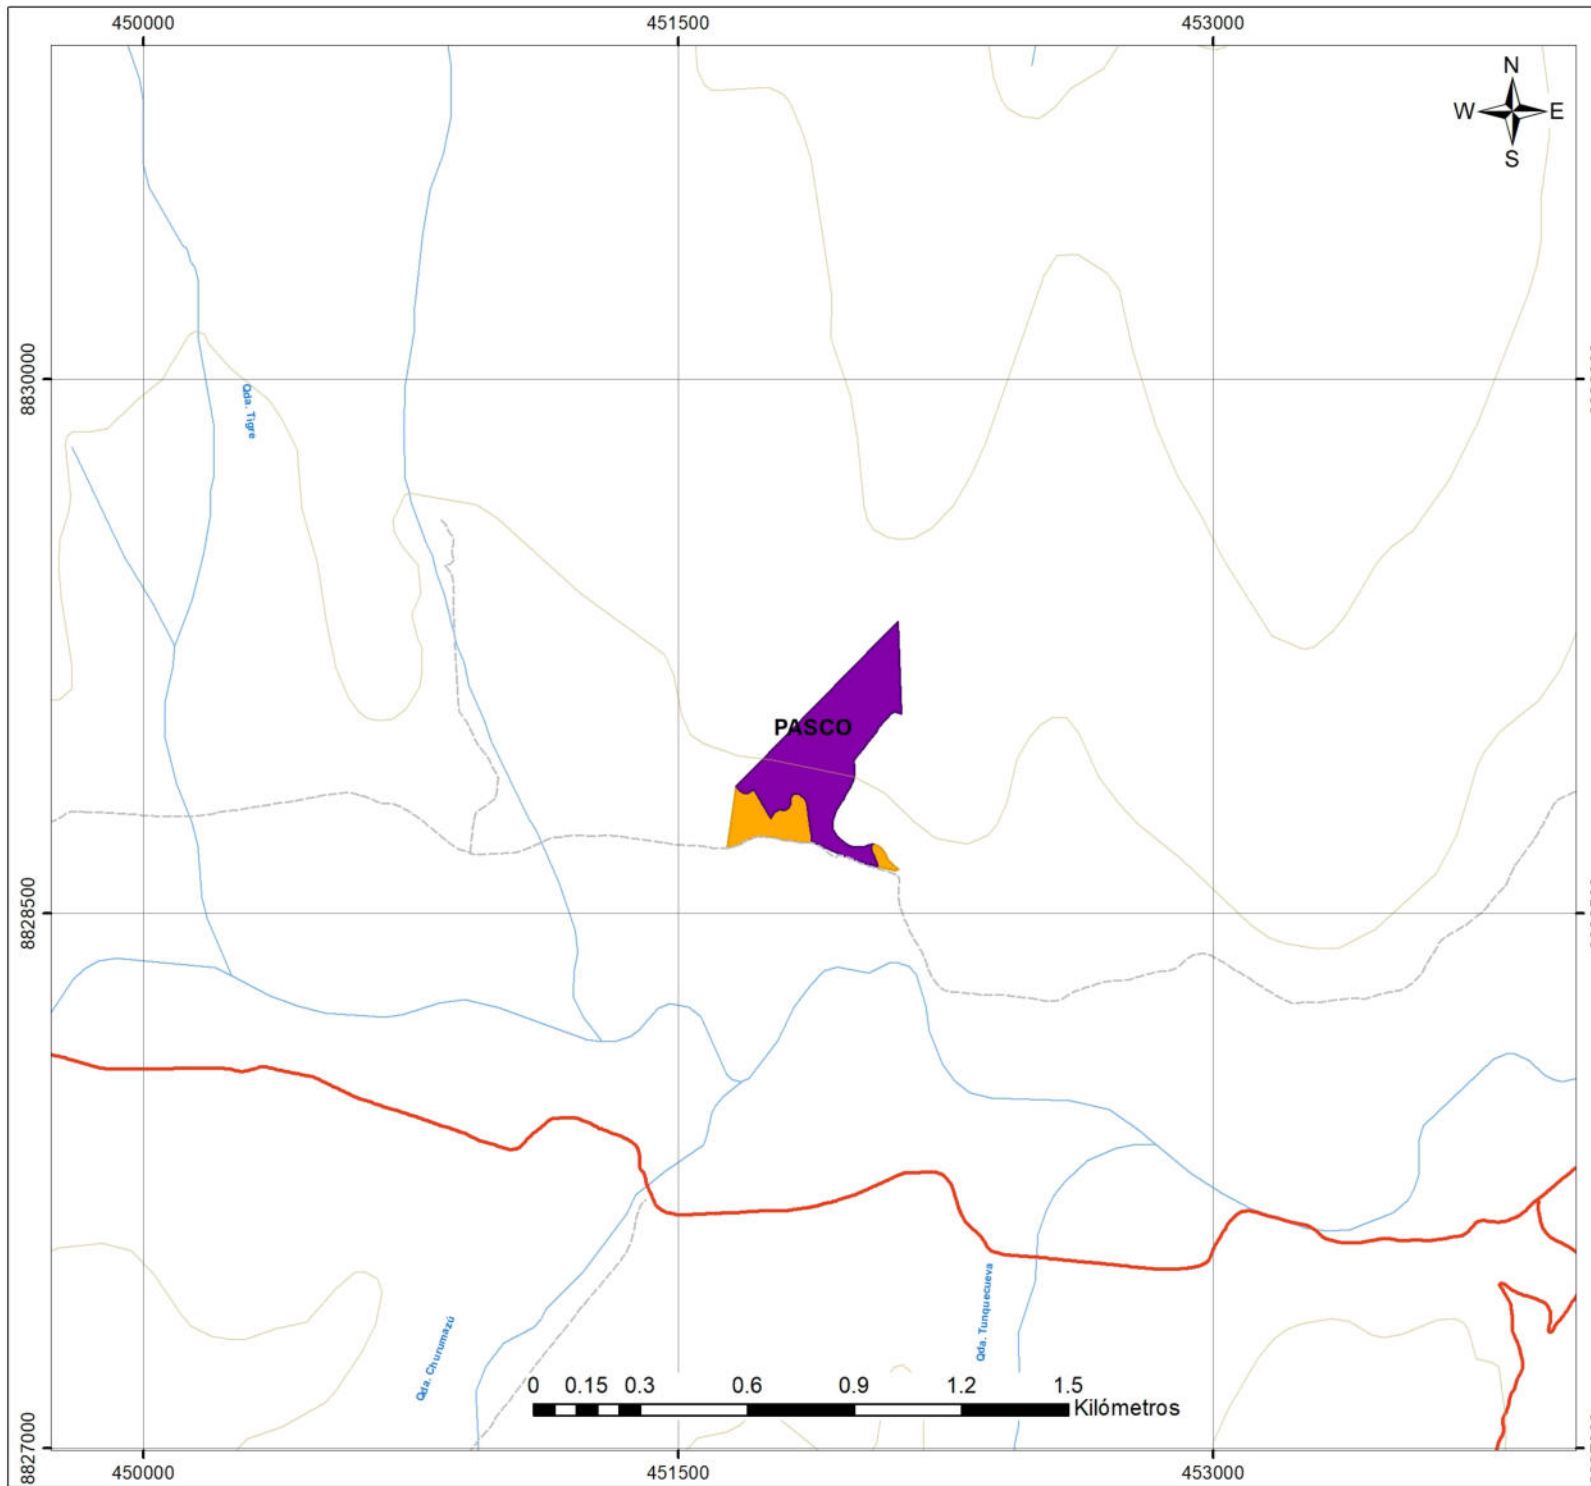 450000 451500 453000
N
W E
S
8830000
Qda. Tigre
PASCO
8828500
Qda. Tunquecueva
Qda. Churumazú
0 0.15 0.3 0.6 0.9 1.2 1.5
Kilómetros
8827000
450000 451500 453000